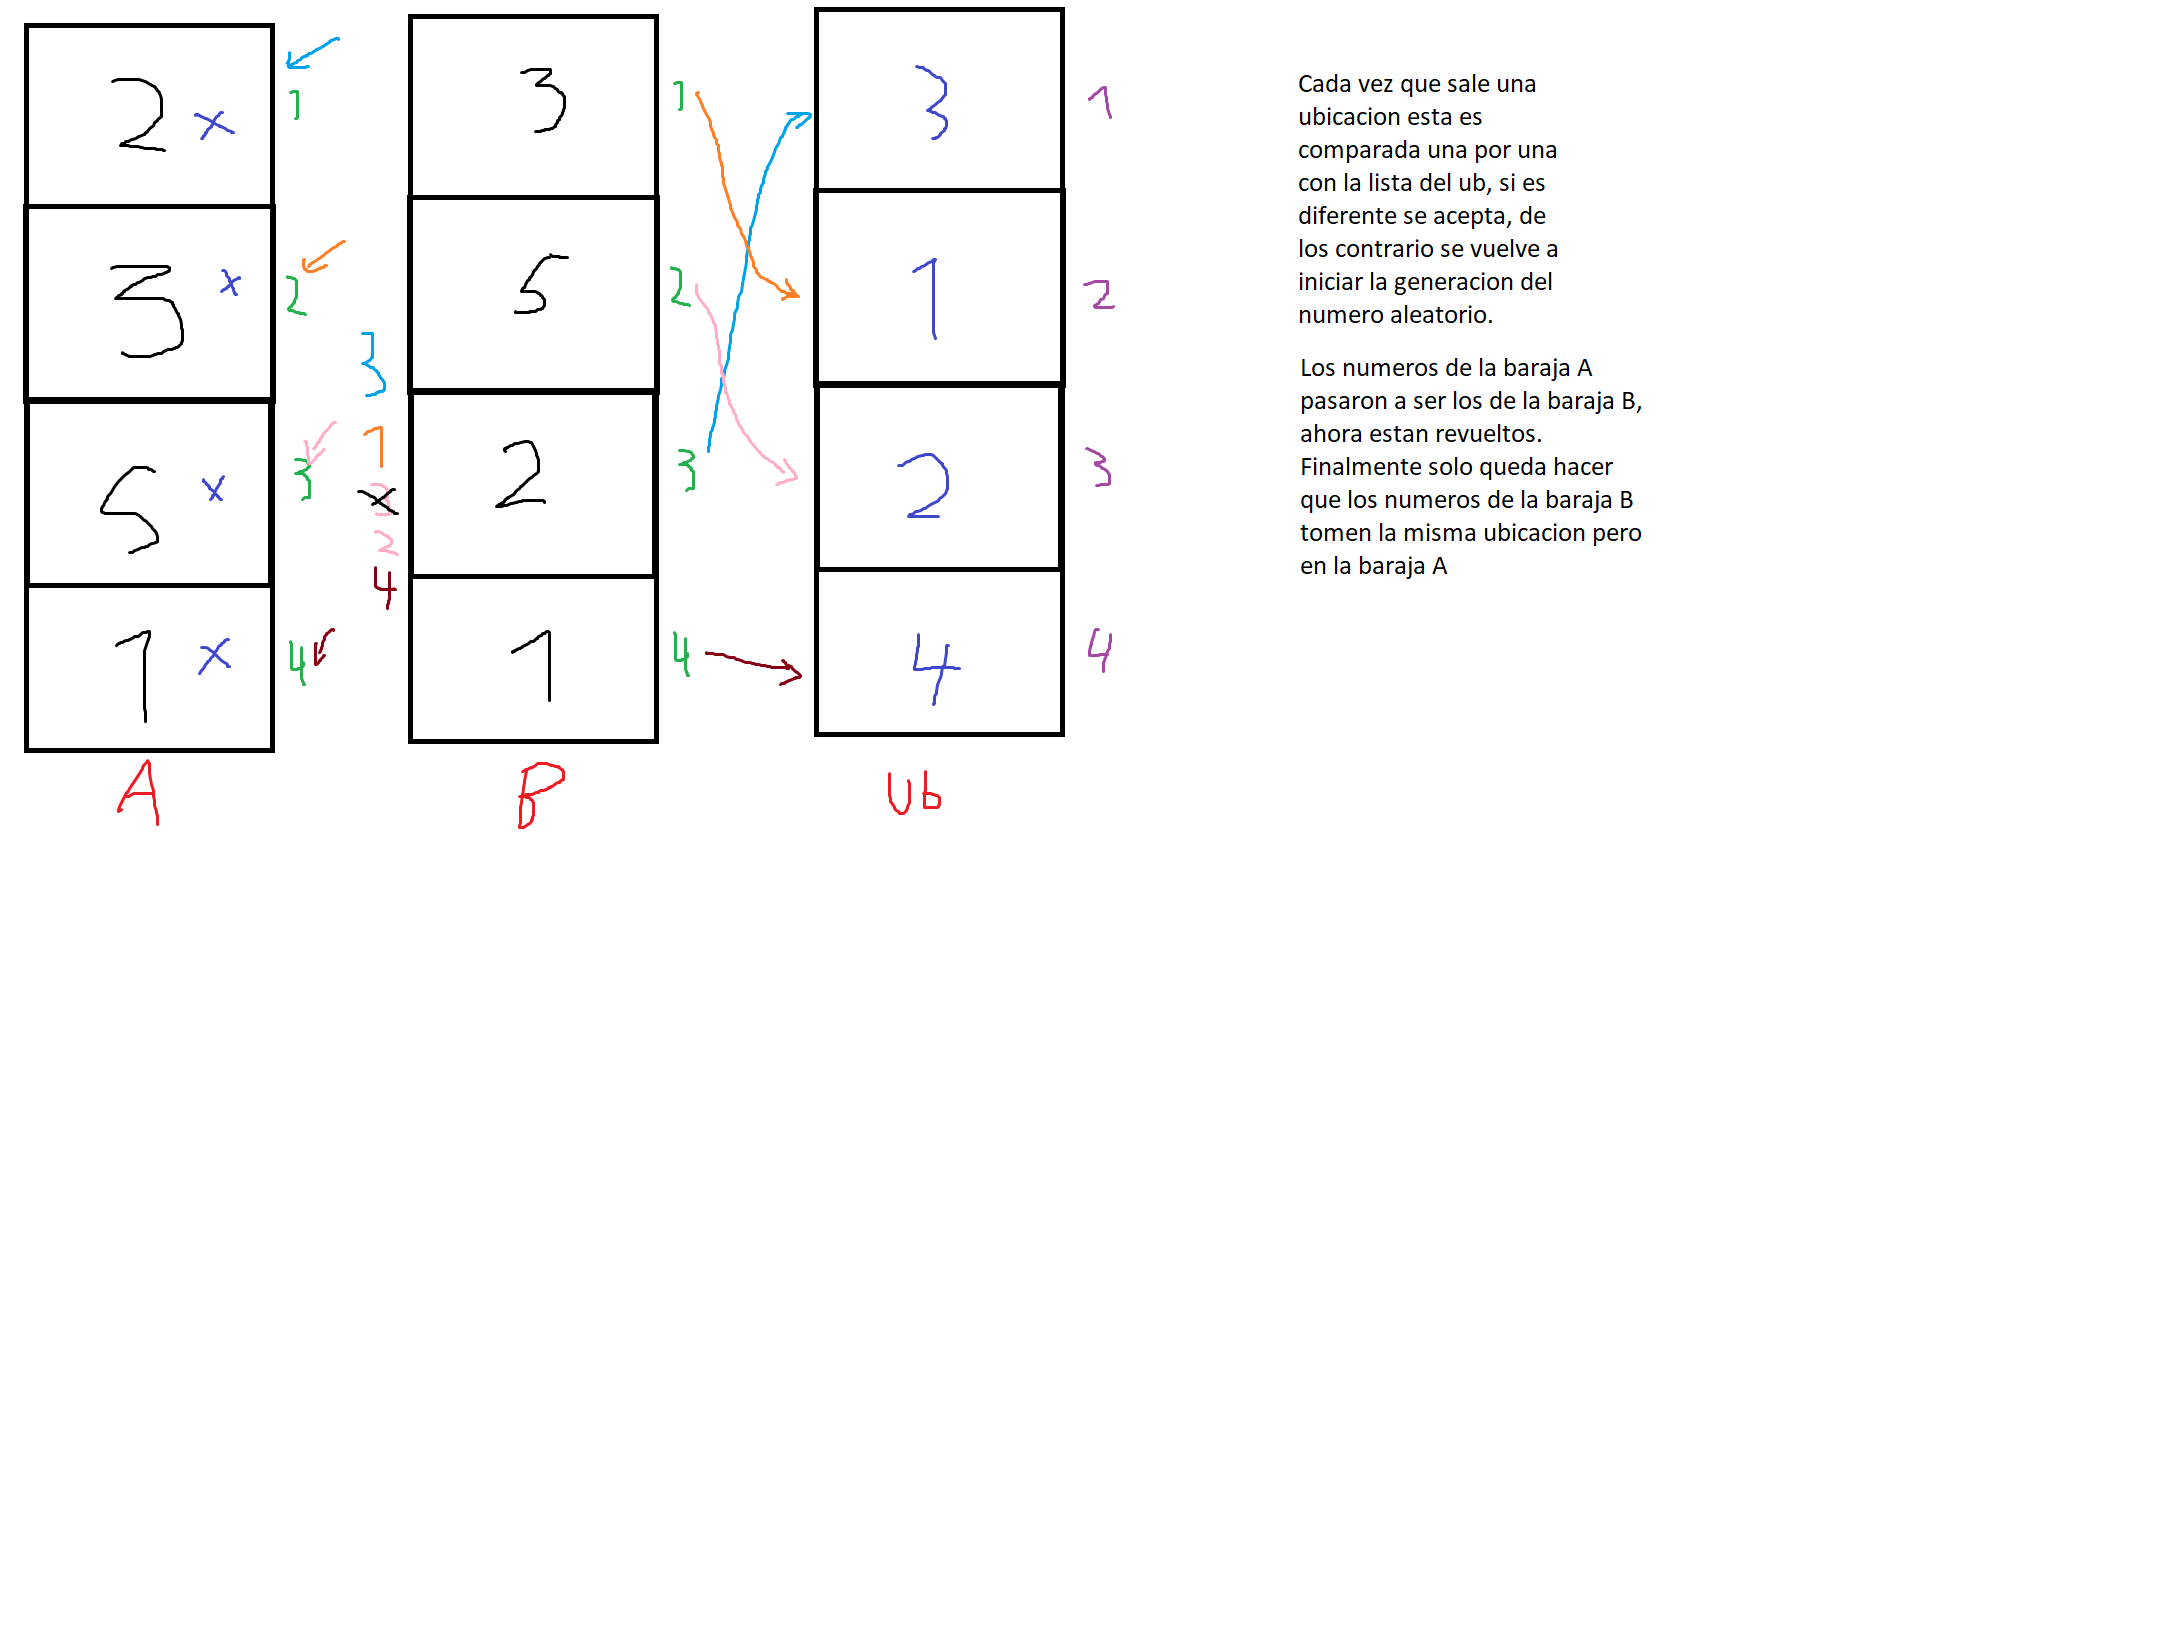 2 x 1
3 x 2
5 x 3
1 x 4
A
3
1
3
2
4
3 1
5 2
2 3
1 4
B
3 1
1 2
2 3
4 4
Ub
Cada vez que sale una
ubicacion esta es
comparada una por una
con la lista del ub, si es
diferente se acepta, de
los contrario se vuelve a
iniciar la generacion del
numero aleatorio.
Los numeros de la baraja A
pasaron a ser los de la baraja B,
ahora estan revueltos.
Finalmente solo queda hacer
que los numeros de la baraja B
tomen la misma ubicacion pero
en la baraja A